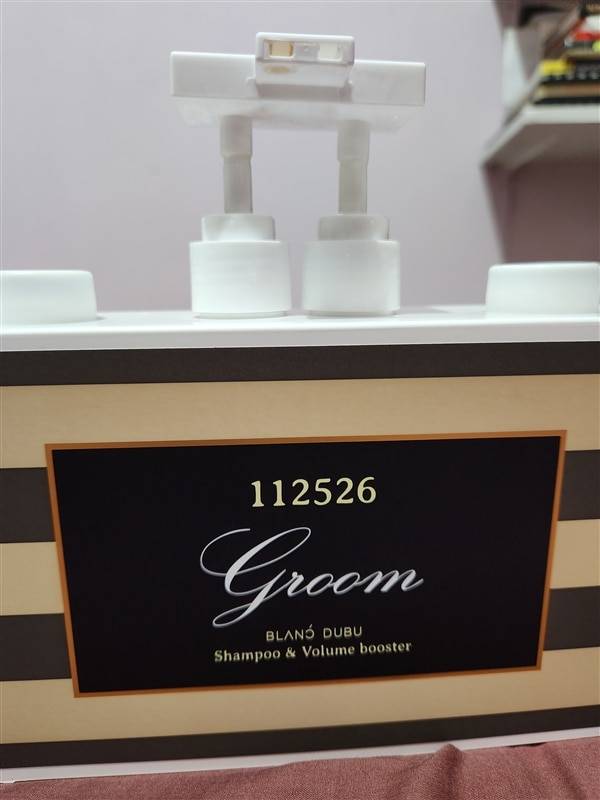 112526
Groom
BLANÓ DUBU
Shampoo & Volume booster